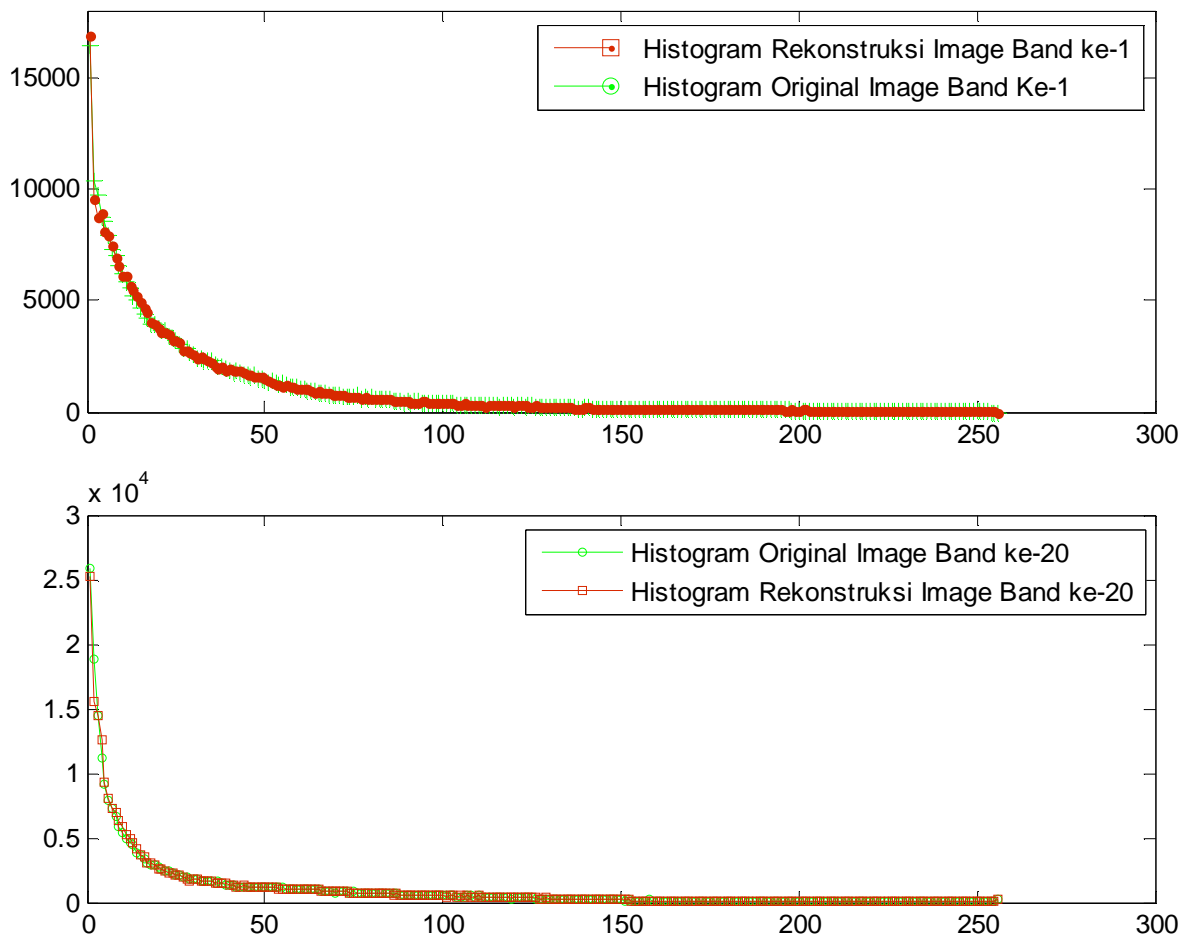 15000
10000
5000
0
0 50 100 150 200 250 300
Histogram Rekonstruksi Image Band ke-1
Histogram Original Image Band Ke-1
x 10^4
3
2.5
2
1.5
1
0.5
0
0 50 100 150 200 250 300
Histogram Original Image Band ke-20
Histogram Rekonstruksi Image Band ke-20